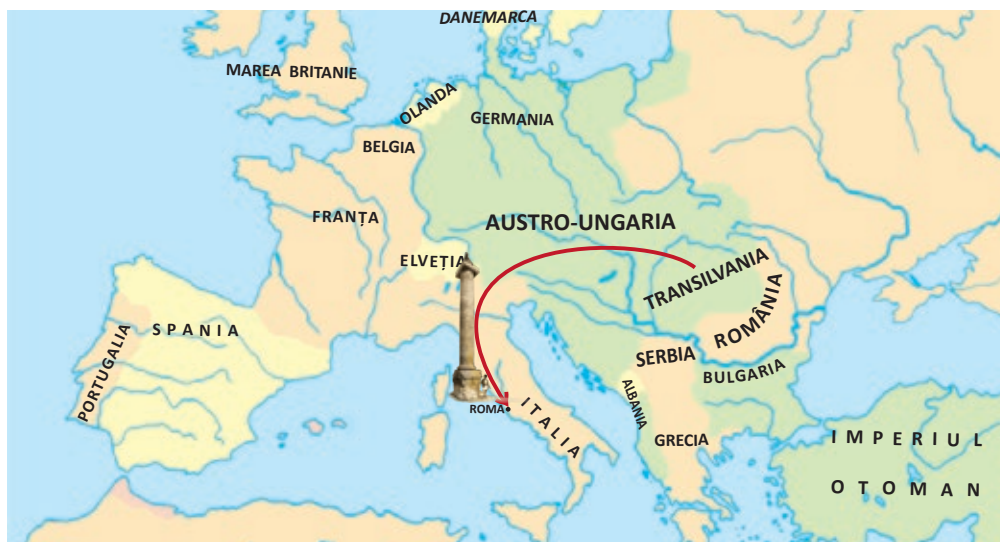 DANEMARCA
MAREA BRITANIE
OLANDA
GERMANIA
BELGIA
FRANȚA
AUSTRO-UNGARIA
ELVEȚIA
TRANSILVANIA
ROMÂNIA
SPANIA
PORTUGALIA
SERBIA
BULGARIA
ALBANIA
ROMA
ITALIA
GRECIA
IMPERIUL
OTOMAN